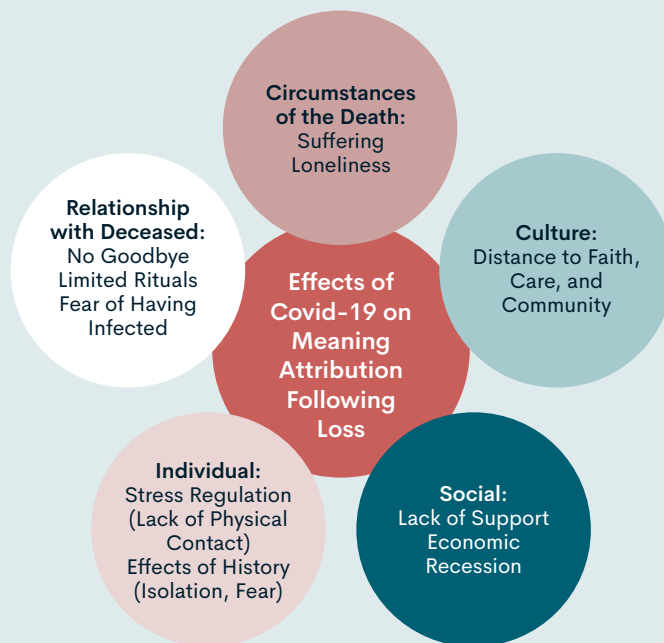 Circumstances
of the Death:
Suffering
Loneliness
Relationship
with Deceased:
No Goodbye
Limited Rituals
Fear of Having
Infected
Culture:
Distance to Faith,
Care, and
Community
Effects of
Covid-19 on
Meaning
Attribution
Following
Loss
Individual:
Stress Regulation
(Lack of Physical
Contact)
Effects of History
(Isolation, Fear)
Social:
Lack of Support
Economic
Recession